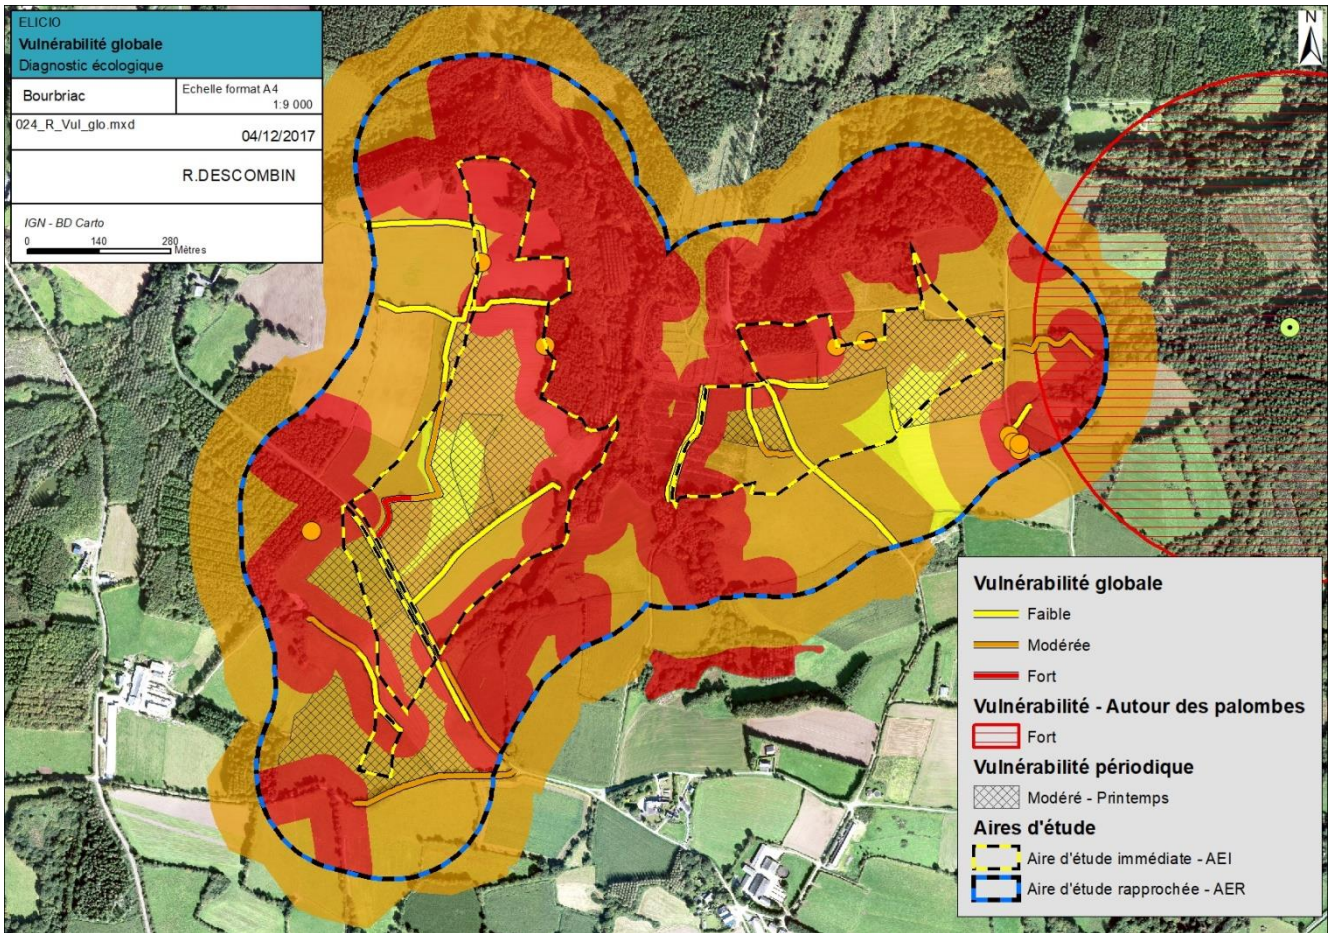 ELICIO
Vulnérabilité globale
Diagnostic écologique
Bourbriac
Echelle format A4
1:9 000
024_R_Vul_glo.mxd
04/12/2017
R.DESCOMBIN
IGN - BD Carto
0 140 280
Mètres
N
Vulnérabilité globale
Faible
Modérée
Fort
Vulnérabilité - Autour des palombes
Fort
Vulnérabilité périodique
Modéré - Printemps
Aires d'étude
Aire d'étude immédiate - AEI
Aire d'étude rapprochée - AER